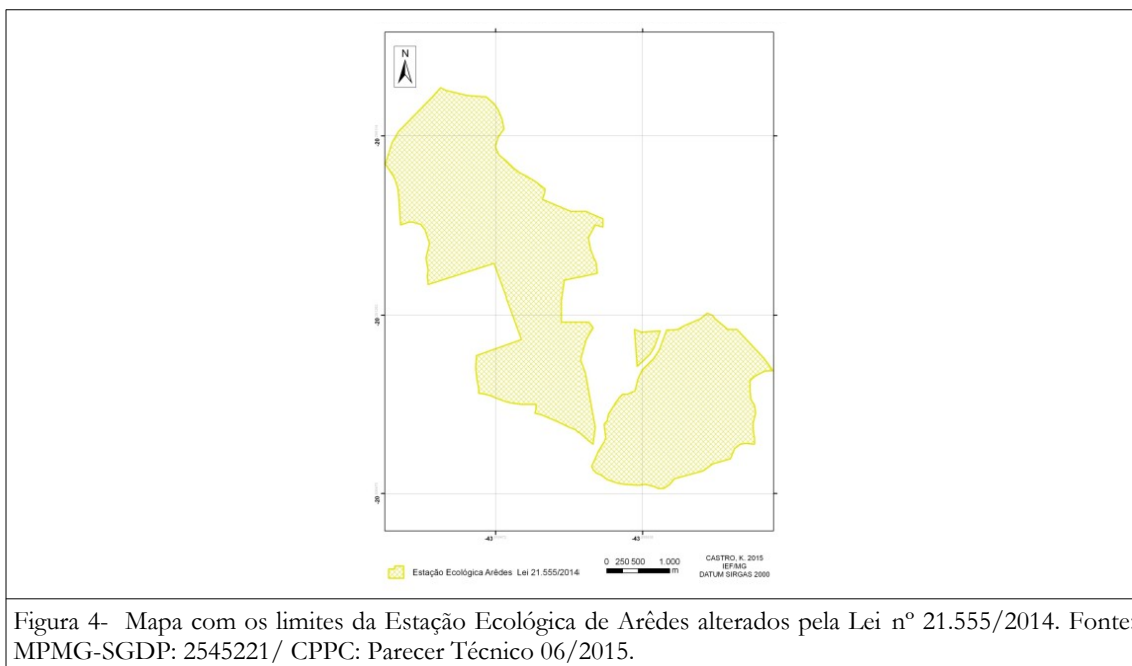 N
-20
-20
-20
-43
-43
Estação Ecológica Arêdes Lei 21.555/2014
0 250 500 1.000
m
CASTRO, K. 2015
IEF/MG
DATUM SIRGAS 2000
Figura 4- Mapa com os limites da Estação Ecológica de Arêdes alterados pela Lei nº 21.555/2014. Fonte:
MPMG-SGDP: 2545221/ CPPC: Parecer Técnico 06/2015.